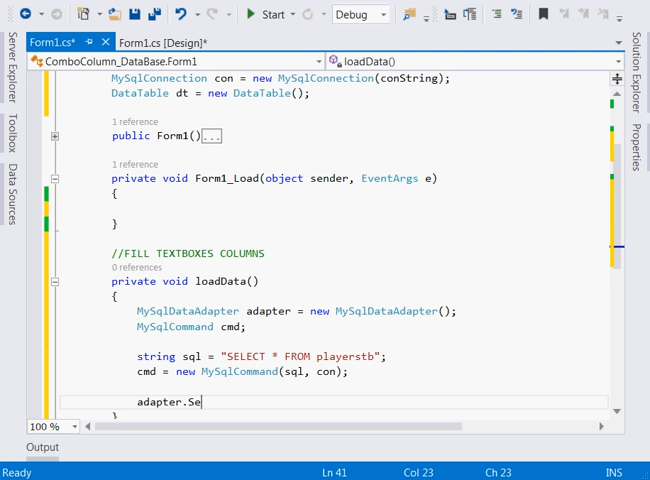 Start
Debug
Form1.cs*
Form1.cs [Design]*
ComboColumn_DataBase.Form1
loadData()
Server Explorer
Toolbox
Data Sources
Solution Explorer
Properties
MySqlConnection con = new MySqlConnection(conString);
DataTable dt = new DataTable();
1 reference
public Form1()...
1 reference
private void Form1_Load(object sender, EventArgs e)
{
}
//FILL TEXTBOXES COLUMNS
0 references
private void loadData()
{
MySqlDataAdapter adapter = new MySqlDataAdapter();
MySqlCommand cmd;
string sql = "SELECT * FROM playerstb";
cmd = new MySqlCommand(sql, con);
adapter.Se
}
100 %
Output
Ready
Ln 41
Col 23
Ch 23
INS